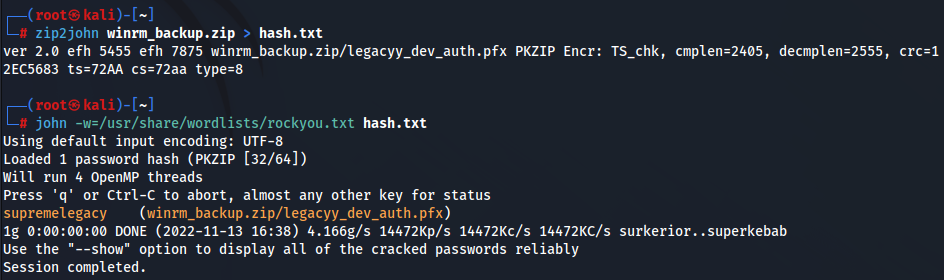 ┌──(root㉿kali)-[~]
└─# zip2john winrm_backup.zip > hash.txt
ver 2.0 efh 5455 efh 7875 winrm_backup.zip/legacyy_dev_auth.pfx PKZIP Encr: TS_chk, cmplen=2405, decmplen=2555, crc=1
2EC5683 ts=72AA cs=72aa type=8
┌──(root㉿kali)-[~]
└─# john -w=/usr/share/wordlists/rockyou.txt hash.txt
Using default input encoding: UTF-8
Loaded 1 password hash (PKZIP [32/64])
Will run 4 OpenMP threads
Press 'q' or Ctrl-C to abort, almost any other key for status
supremelegacy    (winrm_backup.zip/legacyy_dev_auth.pfx)
1g 0:00:00:00 DONE (2022-11-13 16:38) 4.166g/s 14472Kp/s 14472Kc/s 14472KC/s surkerior..superkebab
Use the "--show" option to display all of the cracked passwords reliably
Session completed.